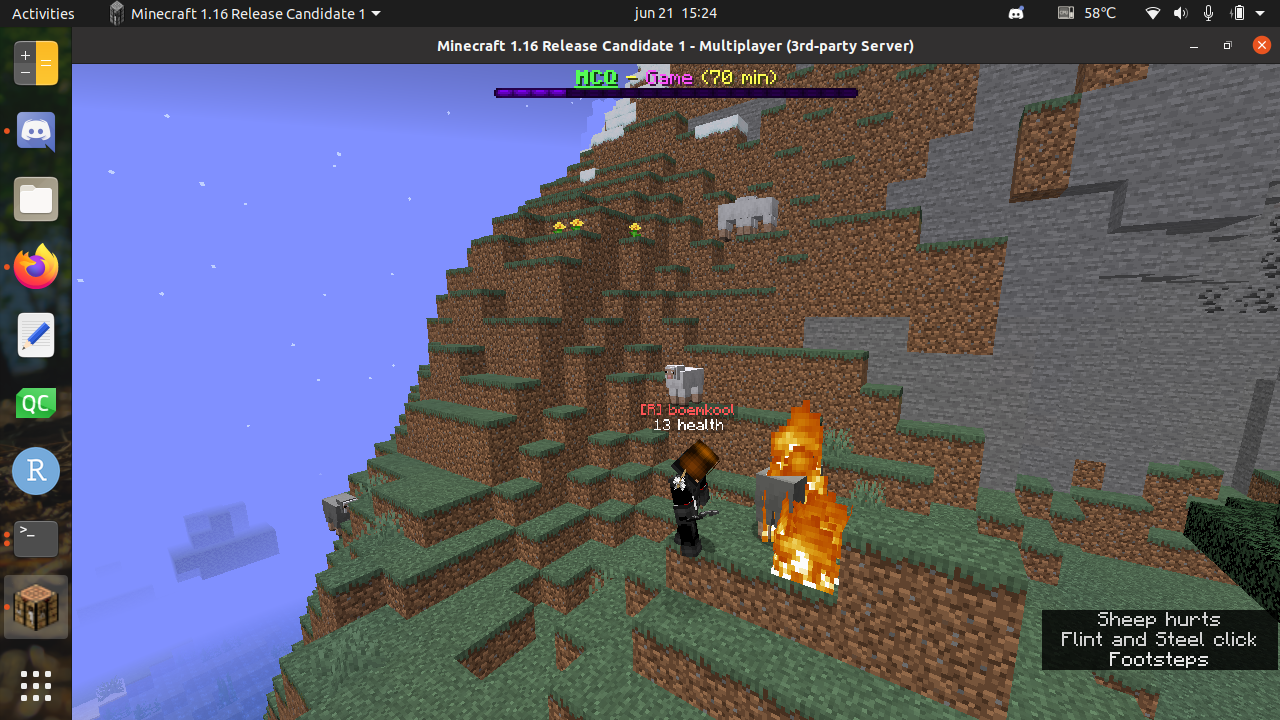 Activities
Minecraft 1.16 Release Candidate 1
jun 21 15:24
58°C
Minecraft 1.16 Release Candidate 1 - Multiplayer (3rd-party Server)
MCQ - Game (70 min)
QC
R
>_
[R] boemkool
13 health
Sheep hurts
Flint and Steel click
Footsteps